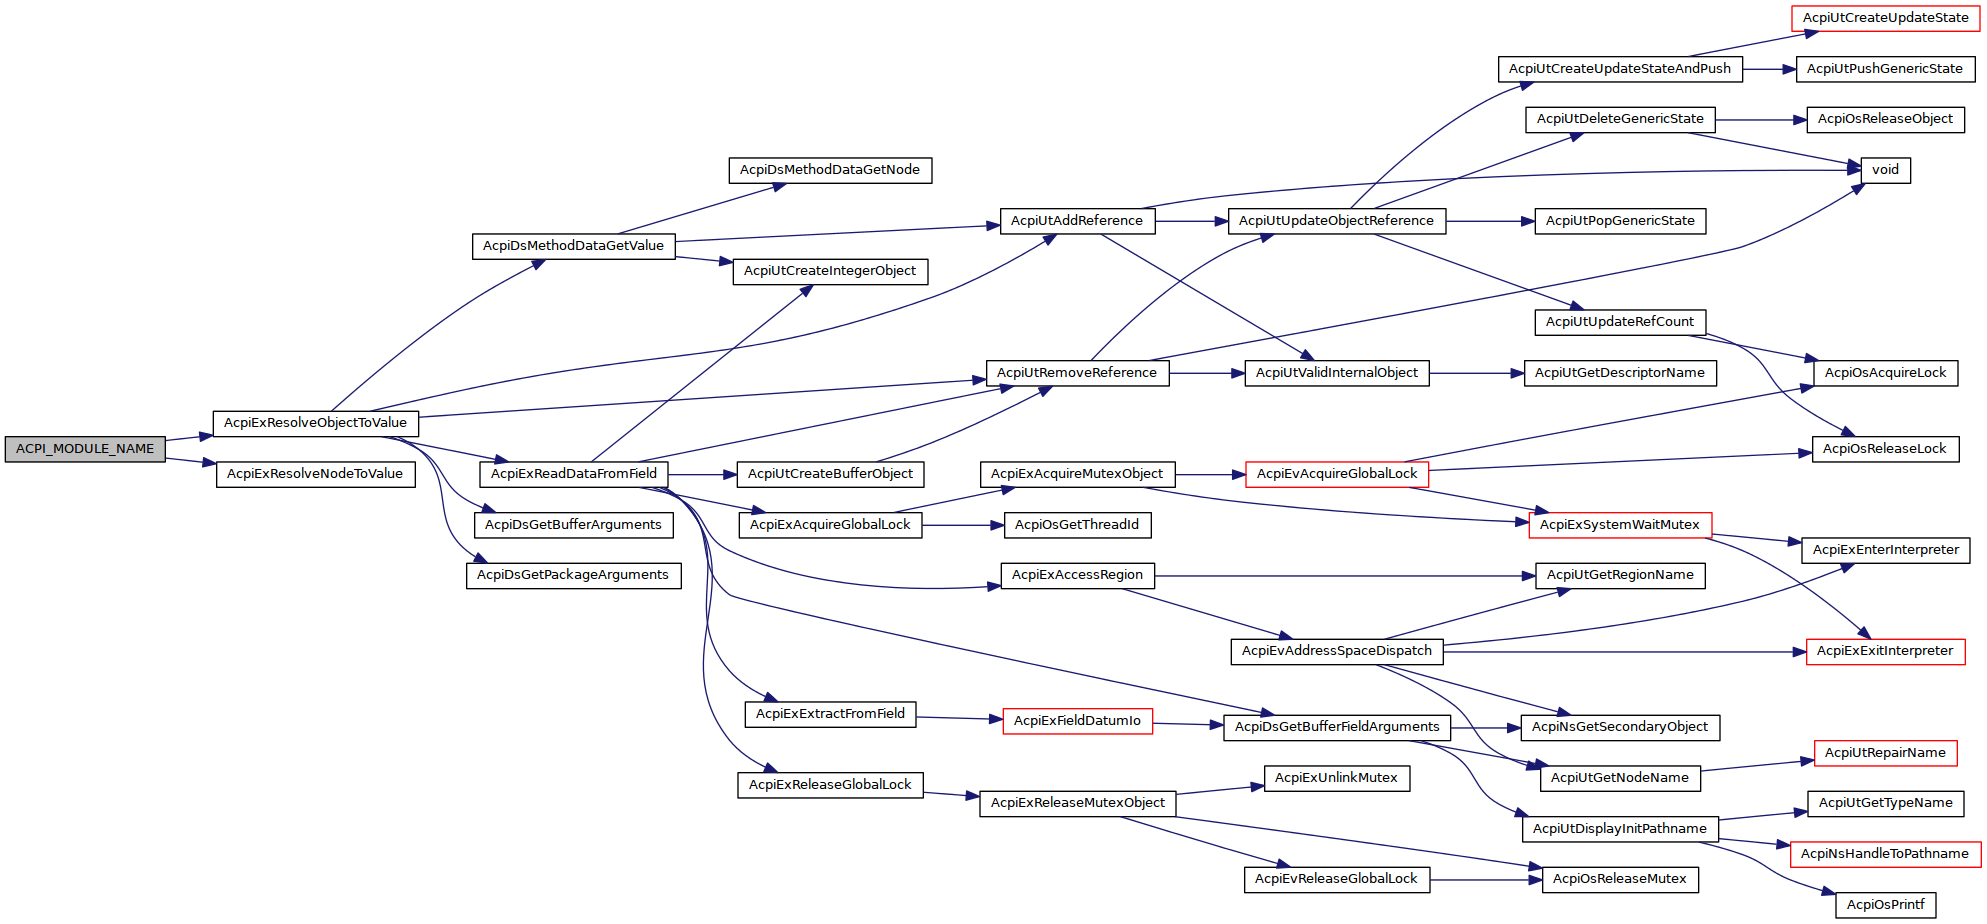 AcpiUtCreateUpdateState
AcpiUtCreateUpdateStateAndPush
AcpiUtPushGenericState
AcpiUtDeleteGenericState
AcpiOsReleaseObject
AcpiDsMethodDataGetNode
void
AcpiUtAddReference
AcpiUtUpdateObjectReference
AcpiUtPopGenericState
AcpiDsMethodDataGetValue
AcpiUtCreateIntegerObject
AcpiUtUpdateRefCount
AcpiUtRemoveReference
AcpiUtValidInternalObject
AcpiUtGetDescriptorName
AcpiOsAcquireLock
AcpiExResolveObjectToValue
ACPI_MODULE_NAME
AcpiOsReleaseLock
AcpiExResolveNodeToValue
AcpiExReadDataFromField
AcpiUtCreateBufferObject
AcpiExAcquireMutexObject
AcpiEvAcquireGlobalLock
AcpiDsGetBufferArguments
AcpiExAcquireGlobalLock
AcpiOsGetThreadId
AcpiExSystemWaitMutex
AcpiExEnterInterpreter
AcpiDsGetPackageArguments
AcpiExAccessRegion
AcpiUtGetRegionName
AcpiEvAddressSpaceDispatch
AcpiExExitInterpreter
AcpiExExtractFromField
AcpiExFieldDatumIo
AcpiDsGetBufferFieldArguments
AcpiNsGetSecondaryObject
AcpiUtRepairName
AcpiExReleaseGlobalLock
AcpiExUnlinkMutex
AcpiUtGetNodeName
AcpiExReleaseMutexObject
AcpiUtGetTypeName
AcpiUtDisplayInitPathname
AcpiNsHandleToPathname
AcpiEvReleaseGlobalLock
AcpiOsReleaseMutex
AcpiOsPrintf